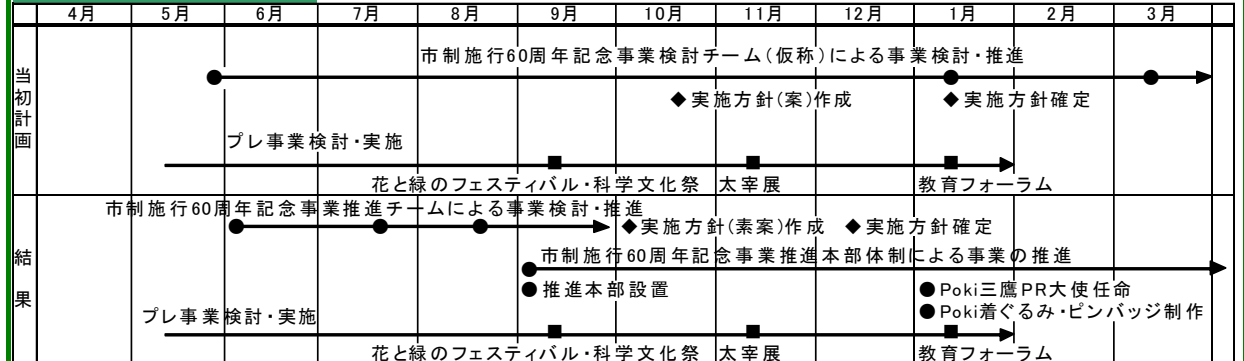 4月 5月 6月 7月 8月 9月 10月 11月 12月 1月 2月 3月
当初計画
市制施行60周年記念事業検討チーム(仮称)による事業検討・推進
◆実施方針(案)作成 ◆実施方針確定
プレ事業検討・実施
花と緑のフェスティバル・科学文化祭 太宰展 教育フォーラム
結果
市制施行60周年記念事業推進チームによる事業検討・推進
◆実施方針(素案)作成 ◆実施方針確定
市制施行60周年記念事業推進本部体制による事業の推進
●推進本部設置 ●Poki三鷹PR大使任命
●Poki着ぐるみ・ピンバッジ制作
プレ事業検討・実施
花と緑のフェスティバル・科学文化祭 太宰展 教育フォーラム